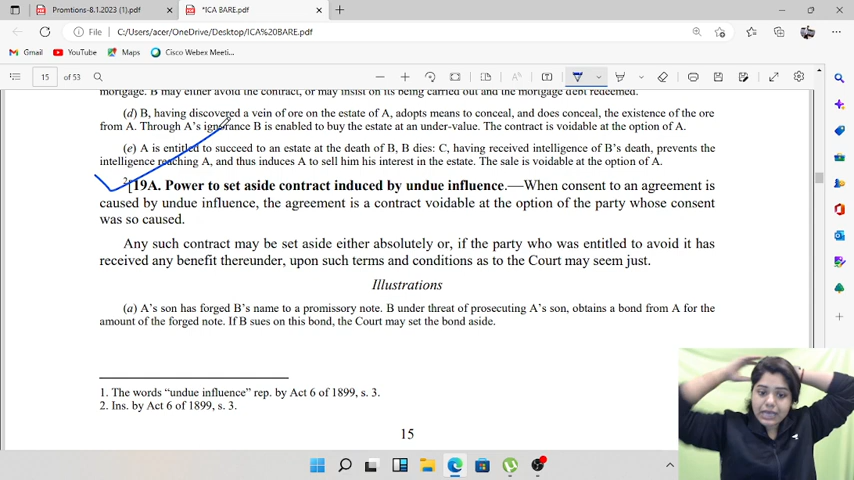 Promtions-8.1.2023 (1).pdf
*ICA BARE.pdf
File
C:/Users/acer/OneDrive/Desktop/ICA%20BARE.pdf
Gmail
YouTube
Maps
Cisco Webex Meeti...
15 of 53
mortgage. B may either avoid the contract, or may insist on its being carried out and the mortgage debt redeemed.
(d) B, having discovered a vein of ore on the estate of A, adopts means to conceal, and does conceal, the existence of the ore
from A. Through A's ignorance B is enabled to buy the estate at an under-value. The contract is voidable at the option of A.
(e) A is entitled to succeed to an estate at the death of B, B dies: C, having received intelligence of B's death, prevents the
intelligence reaching A, and thus induces A to sell him his interest in the estate. The sale is voidable at the option of A.
2[19A. Power to set aside contract induced by undue influence.—When consent to an agreement is
caused by undue influence, the agreement is a contract voidable at the option of the party whose consent
was so caused.
Any such contract may be set aside either absolutely or, if the party who was entitled to avoid it has
received any benefit thereunder, upon such terms and conditions as to the Court may seem just.
Illustrations
(a) A's son has forged B's name to a promissory note. B under threat of prosecuting A's son, obtains a bond from A for the
amount of the forged note. If B sues on this bond, the Court may set the bond aside.
1. The words “undue influence” rep. by Act 6 of 1899, s. 3.
2. Ins. by Act 6 of 1899, s. 3.
15